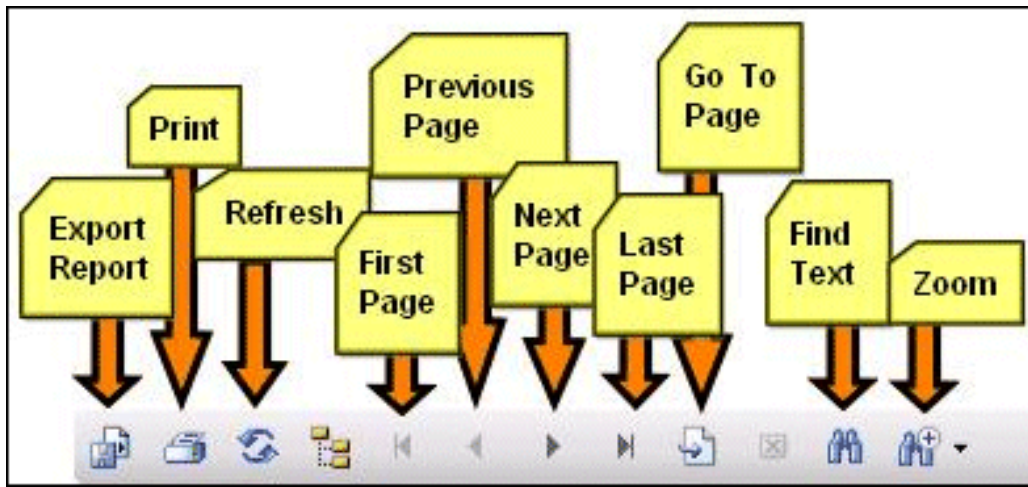 Export
Report
Print
Refresh
First
Page
Previous
Page
Next
Page
Last
Page
Go To
Page
Find
Text
Zoom